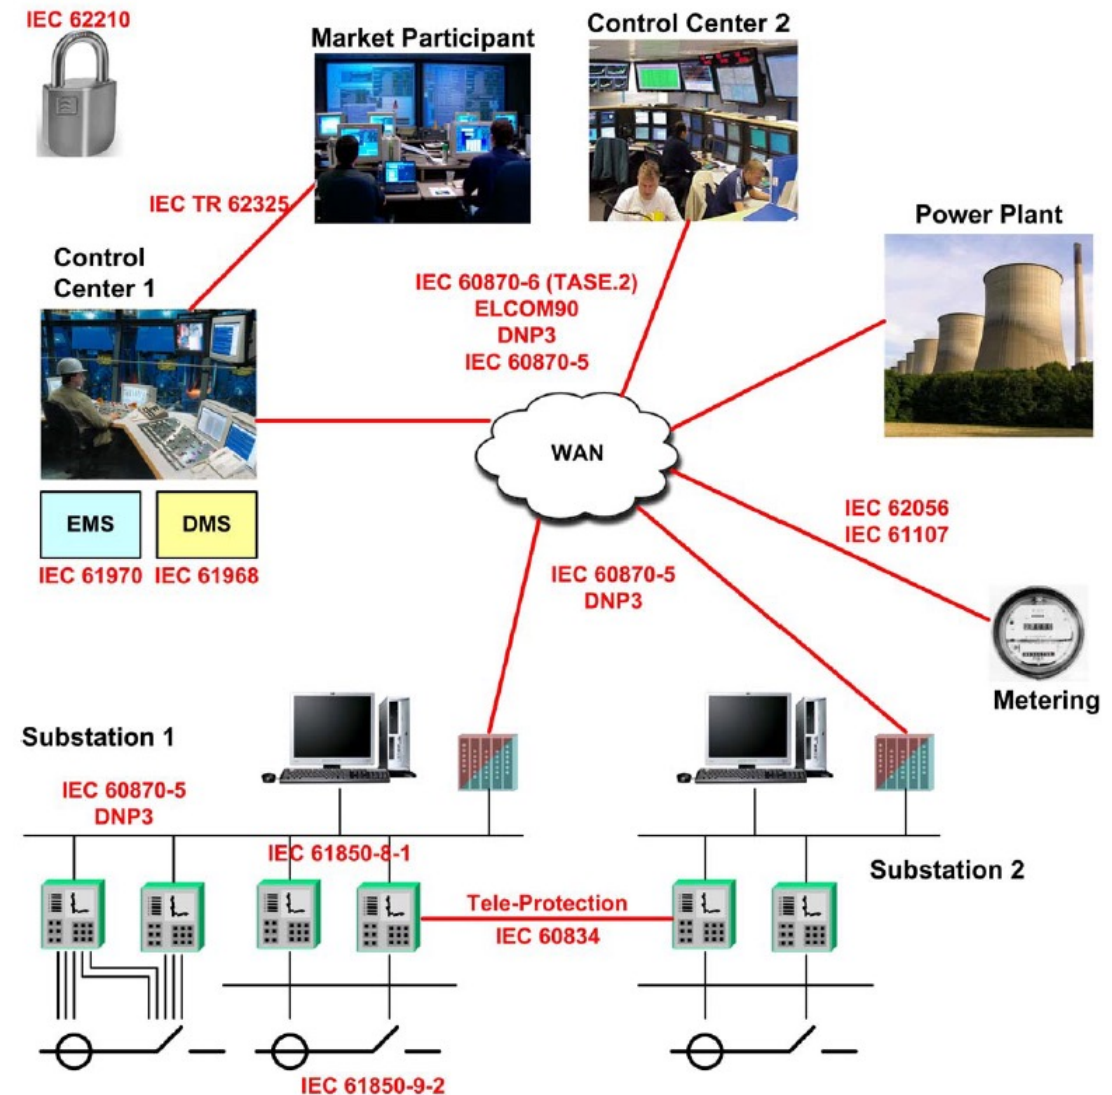 IEC 62210
Market Participant
Control Center 2
IEC TR 62325
Power Plant
Control
Center 1
IEC 60870-6 (TASE.2)
ELCOM90
DNP3
IEC 60870-5
WAN
EMS
DMS
IEC 61970
IEC 61968
IEC 62056
IEC 61107
IEC 60870-5
DNP3
Metering
Substation 1
IEC 60870-5
DNP3
IEC 61850-8-1
Substation 2
Tele-Protection
IEC 60834
IEC 61850-9-2